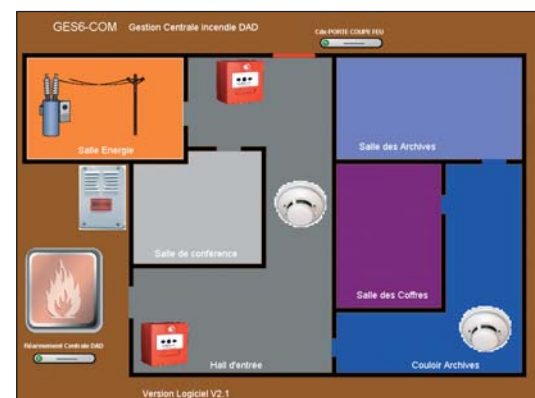 GES6-COM Gestion Centrale incendie DAD
Cde PORTE COUPE FEU
Salle Energie
Salle des Archives
Salle de conférence
Salle des Coffres
Réarmement Centrale DAD
Hall d'entrée
Couloir Archives
Version Logiciel V2.1